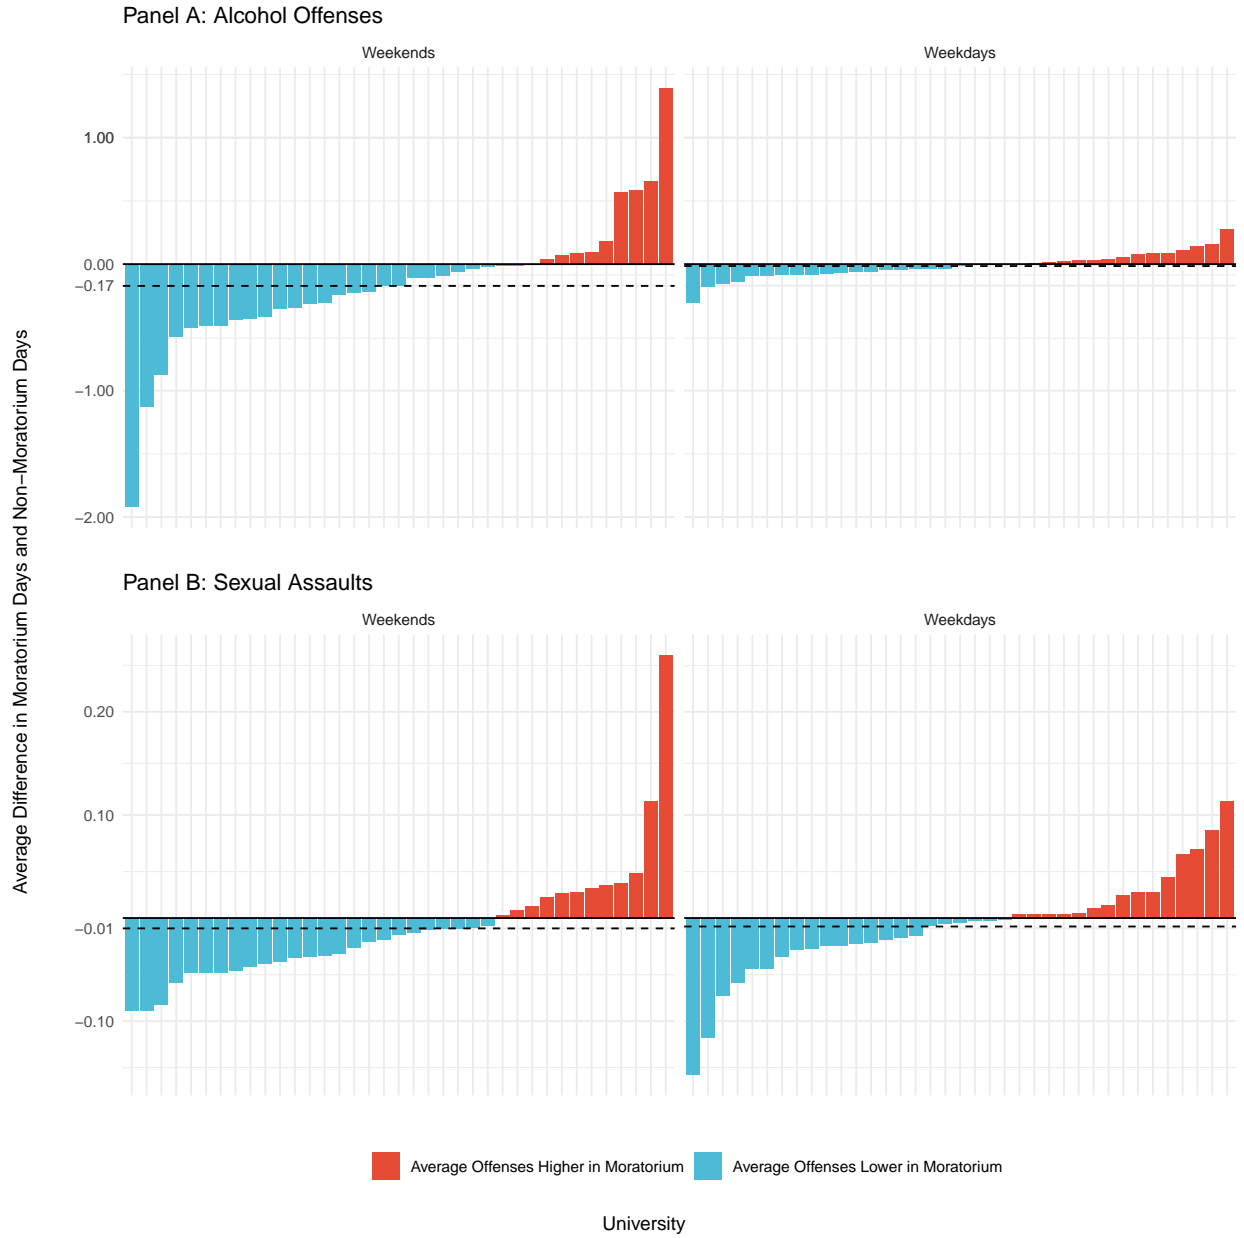 Panel A: Alcohol Offenses
Weekends
Weekdays
1.00
0.00
−0.17
−1.00
−2.00
Average Difference in Moratorium Days and Non−Moratorium Days
Panel B: Sexual Assaults
Weekends
Weekdays
0.20
0.10
−0.01
−0.10
Average Offenses Higher in Moratorium
Average Offenses Lower in Moratorium
University